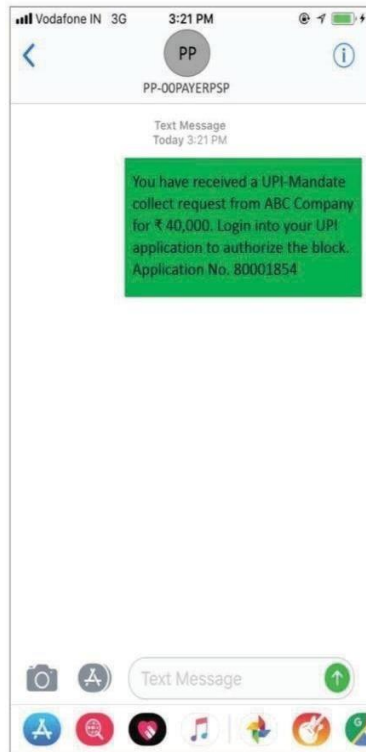 Vodafone IN 3G 3:21 PM
PP
PP-OOPAYERPSP
Text Message
Today 3:21 PM
You have received a UPI-Mandate
collect request from ABC Company
for ₹ 40,000. Login into your UPI
application to authorize the block.
Application No. 80001854
Text Message
G